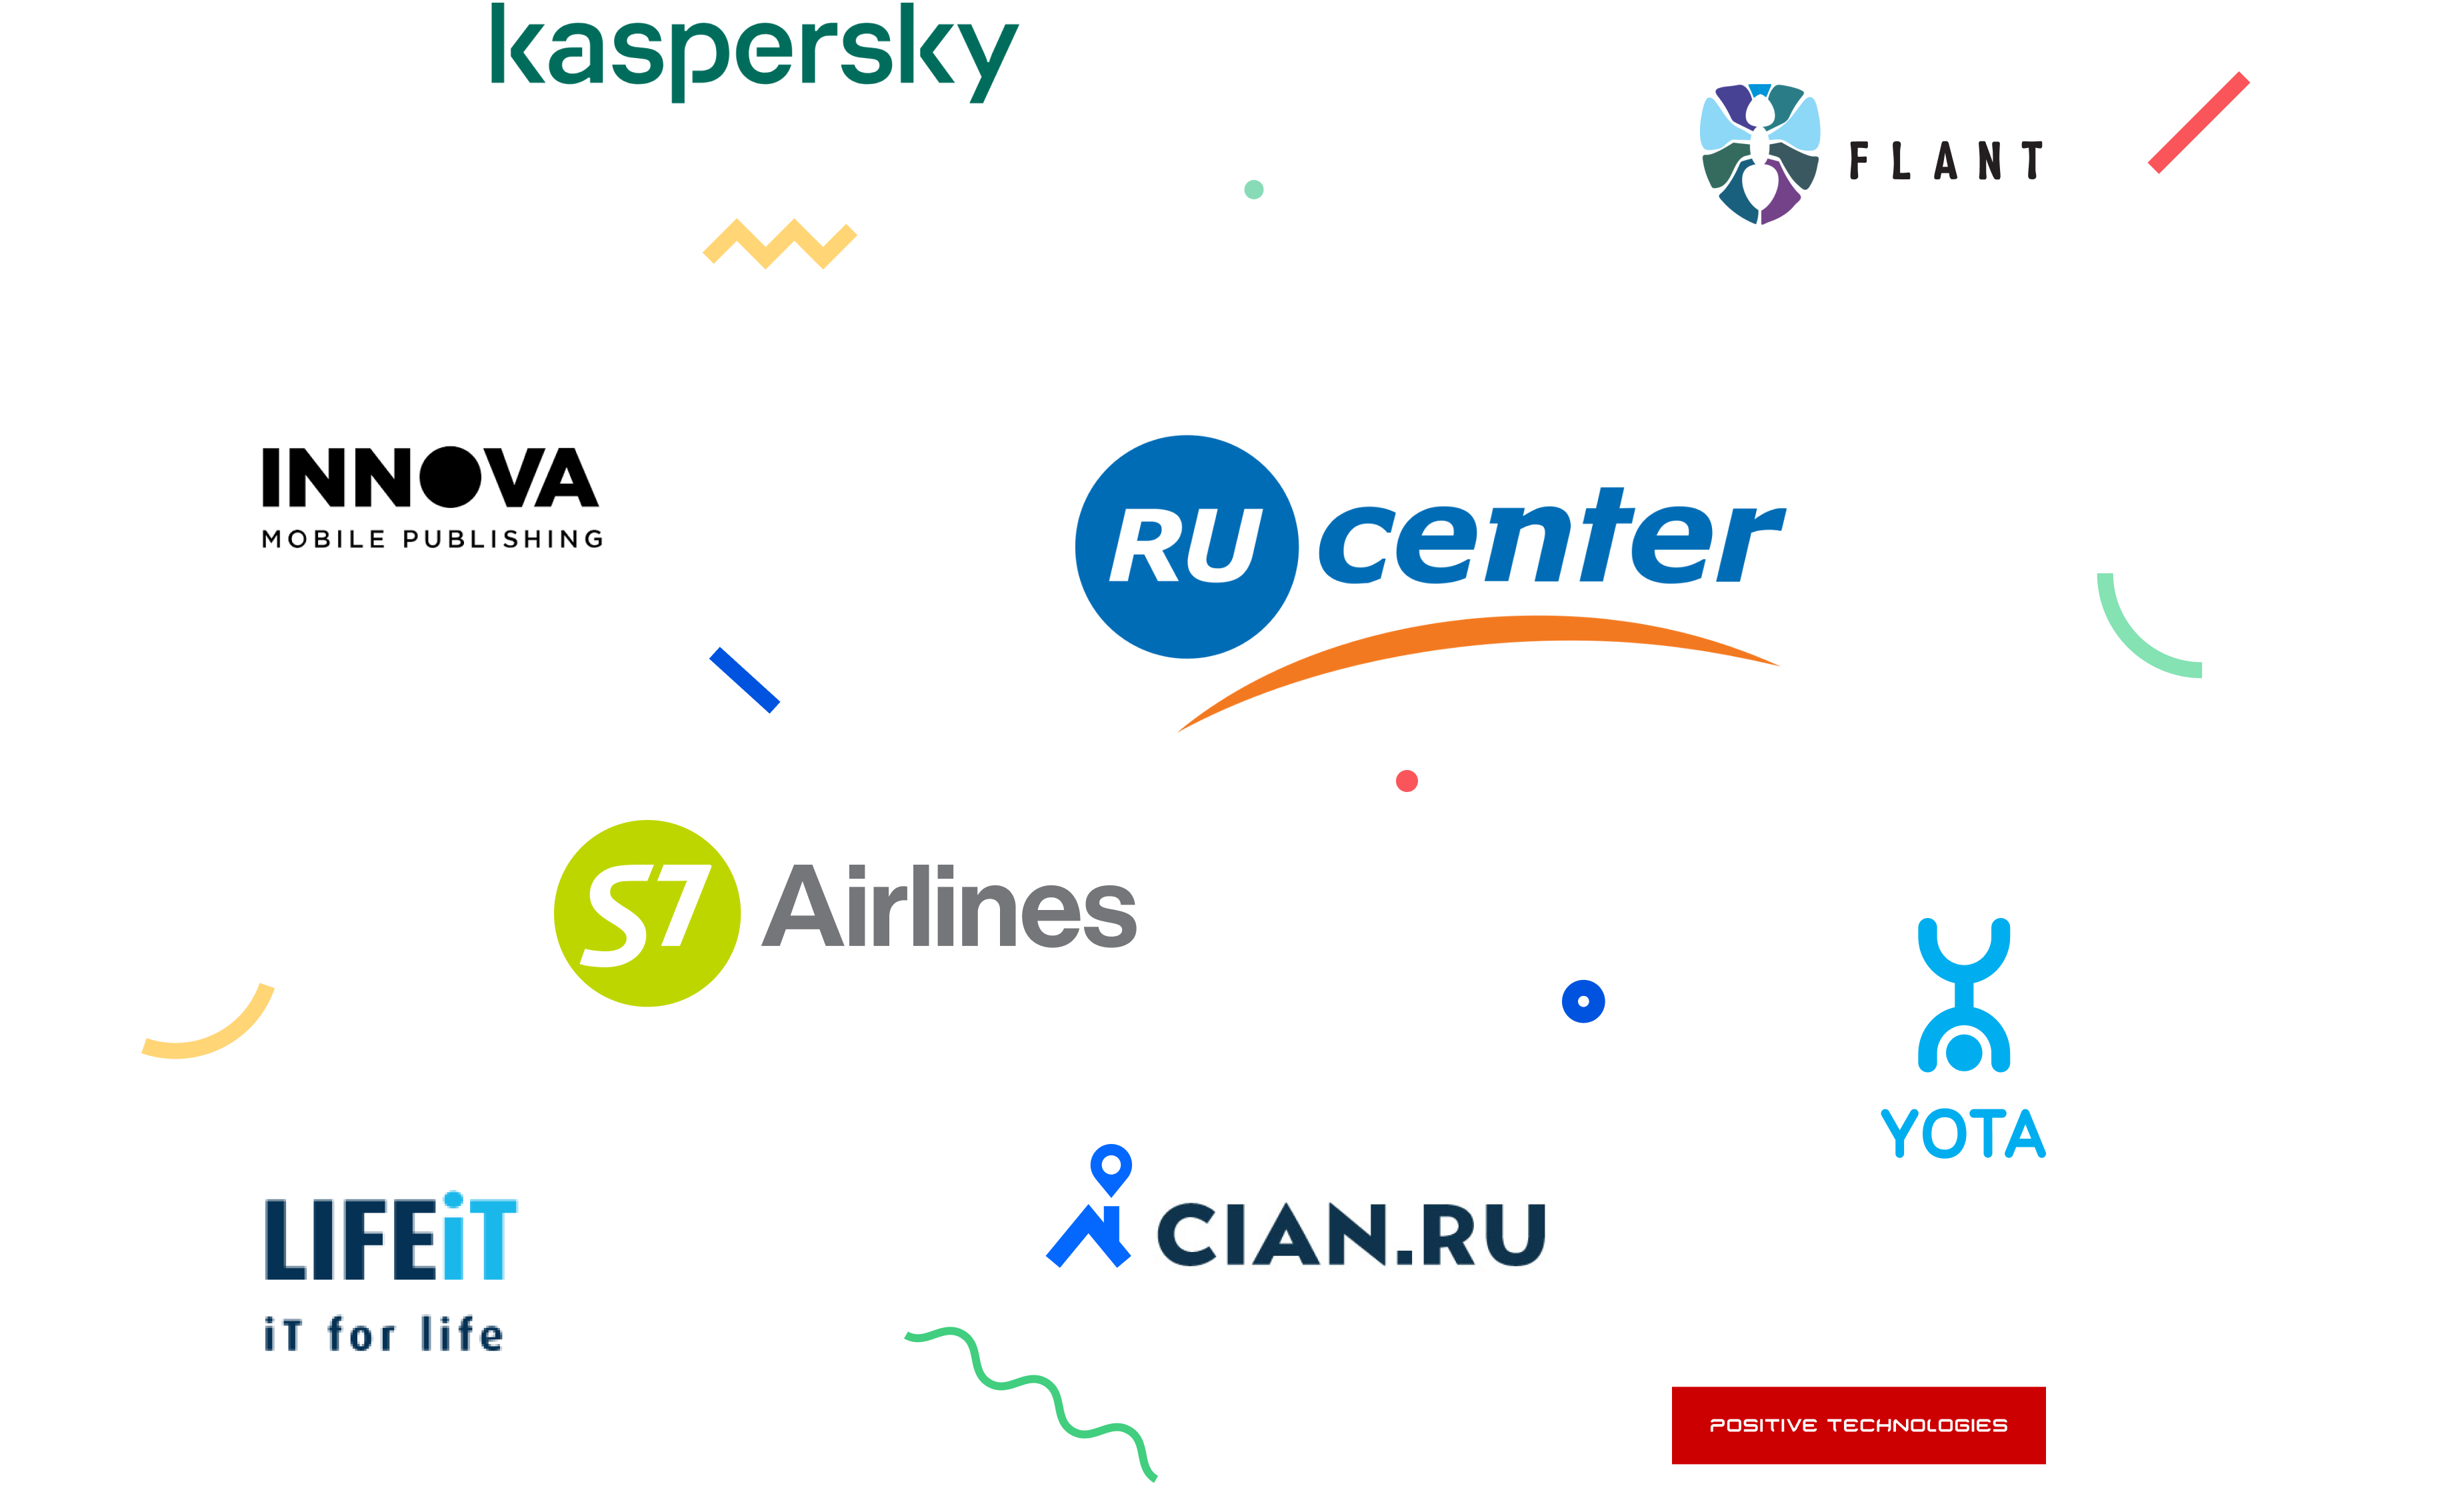 kaspersky
FLANT
INNOVA
MOBILE PUBLISHING
RU center
S7 Airlines
YOTA
LIFEiT
iT for life
CIAN.RU
POSITIVE TECHNOLOGIES